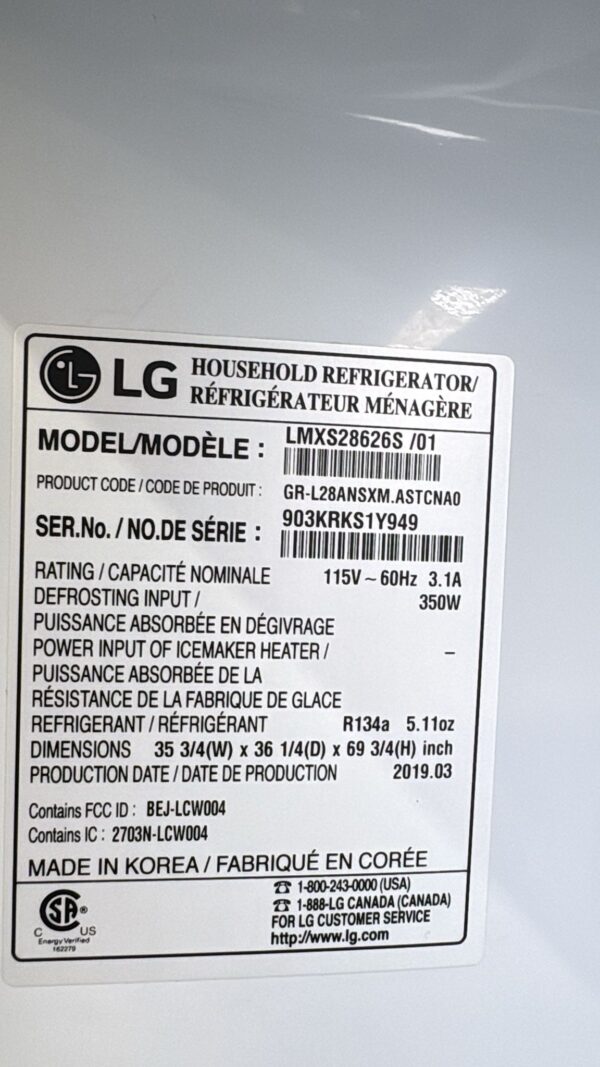 LG HOUSEHOLD REFRIGERATOR/
RÉFRIGÉRATEUR MÉNAGÈRE
MODEL/MODÈLE : LMXS28626S /01
PRODUCT CODE / CODE DE PRODUIT : GR-L28ANSXM.ASTCNA0
SER.No. / NO.DE SÉRIE : 903KRKS1Y949
RATING / CAPACITÉ NOMINALE 115V ~ 60Hz 3.1A
DEFROSTING INPUT / 350W
PUISSANCE ABSORBÉE EN DÉGIVRAGE
POWER INPUT OF ICEMAKER HEATER / –
PUISSANCE ABSORBÉE DE LA
RÉSISTANCE DE LA FABRIQUE DE GLACE
REFRIGERANT / RÉFRIGÉRANT R134a 5.11oz
DIMENSIONS 35 3/4(W) x 36 1/4(D) x 69 3/4(H) inch
PRODUCTION DATE / DATE DE PRODUCTION 2019.03
Contains FCC ID : BEJ-LCW004
Contains IC : 2703N-LCW004
MADE IN KOREA / FABRIQUÉ EN CORÉE
SA ®
C US
Energy Verified
162279
☎ 1-800-243-0000 (USA)
☎ 1-888-LG CANADA (CANADA)
FOR LG CUSTOMER SERVICE
http://www.lg.com